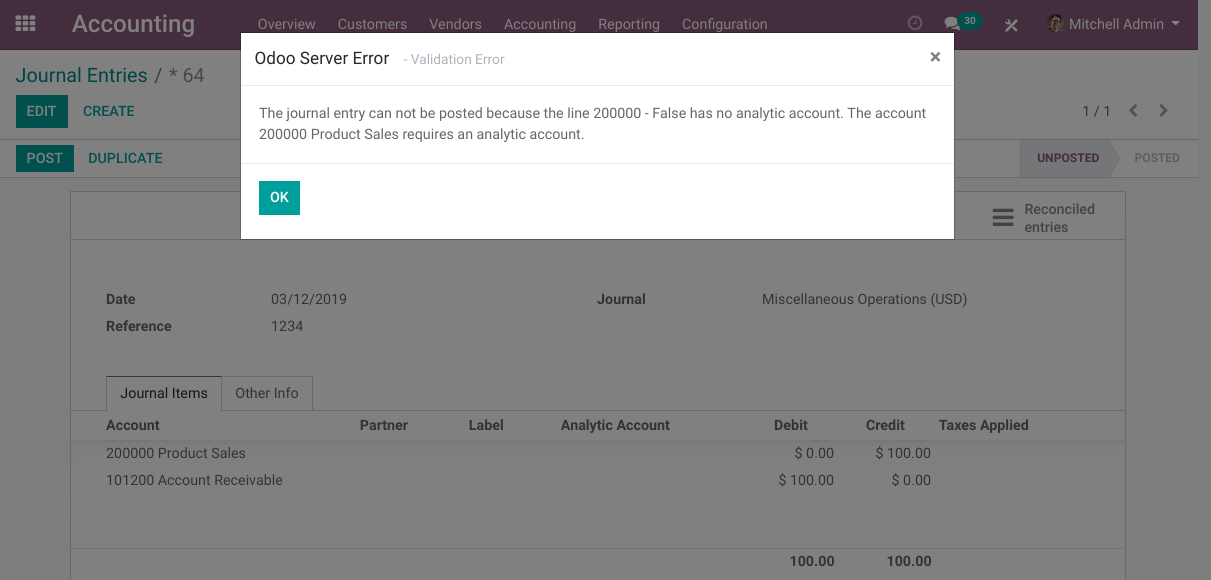 Accounting Overview Customers Vendors Accounting Reporting Configuration 30 Mitchell Admin
Odoo Server Error - Validation Error ×
Journal Entries / * 64
The journal entry can not be posted because the line 200000 - False has no analytic account. The account
200000 Product Sales requires an analytic account.
EDIT CREATE 1 / 1
POST DUPLICATE UNPOSTED POSTED
OK
Reconciled
entries
Date 03/12/2019 Journal Miscellaneous Operations (USD)
Reference 1234
Journal Items Other Info
Account Partner Label Analytic Account Debit Credit Taxes Applied
200000 Product Sales $ 0.00 $ 100.00
101200 Account Receivable $ 100.00 $ 0.00
100.00 100.00